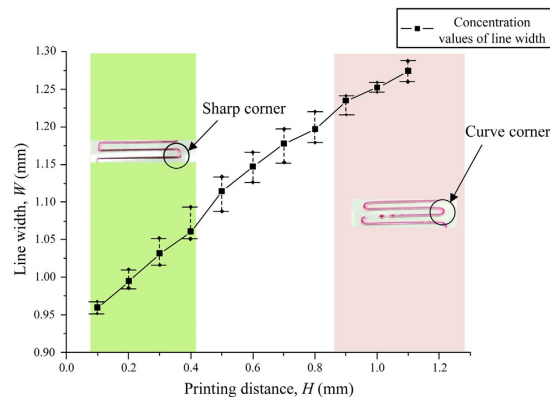 Concentration
values of line width
1.30
1.25
1.20
1.15
1.10
1.05
1.00
0.95
0.90
Line width, W (mm)
Sharp corner
Curve corner
0.0 0.2 0.4 0.6 0.8 1.0 1.2
Printing distance, H (mm)